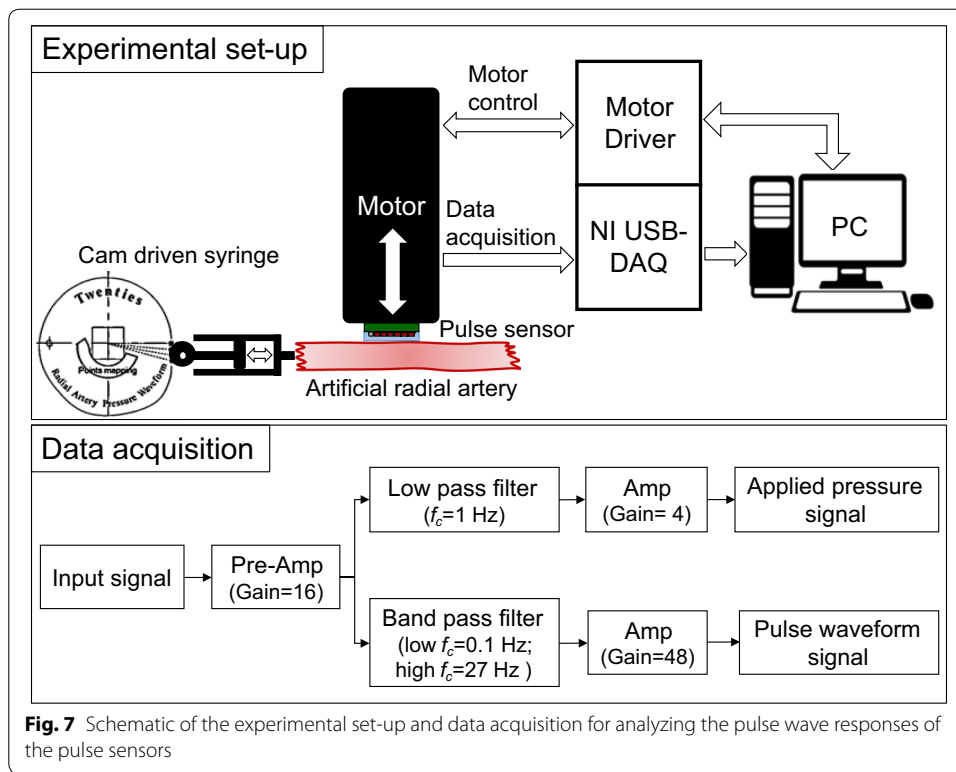 Experimental set-up
Motor
control
Motor
Driver
Motor
Data
acquisition
NI USB-
DAQ
PC
Cam driven syringe
Twenties
Points mapping
Radial Artery Pressure Waveform
Pulse sensor
Artificial radial artery
Data acquisition
Input signal
Pre-Amp
(Gain=16)
Low pass filter
(fc=1 Hz)
Amp
(Gain= 4)
Applied pressure
signal
Band pass filter
(low fc=0.1 Hz;
high fc=27 Hz )
Amp
(Gain=48)
Pulse waveform
signal
Fig. 7 Schematic of the experimental set-up and data acquisition for analyzing the pulse wave responses of
the pulse sensors